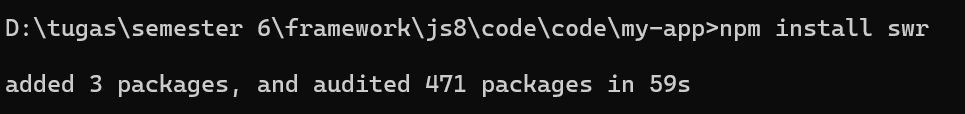 D:\tugas\semester 6\framework\js8\code\code\my-app>npm install swr
added 3 packages, and audited 471 packages in 59s